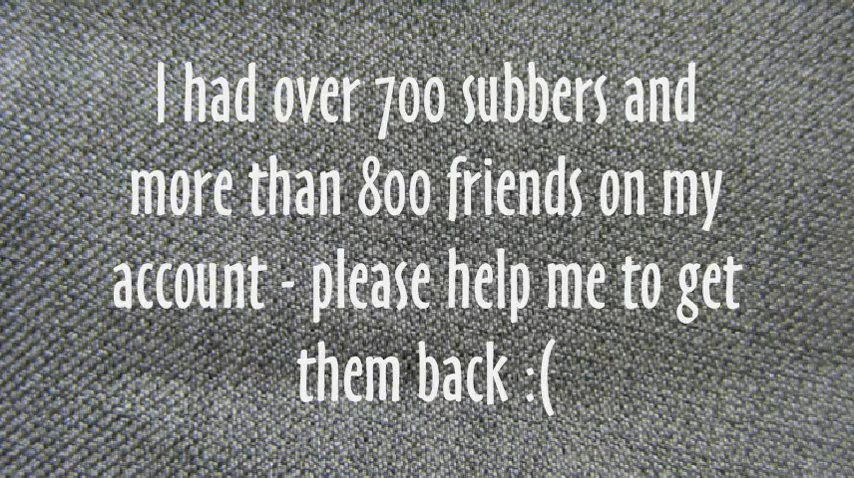 I had over 700 subbers and
more than 800 friends on my
account - please help me to get
them back :(